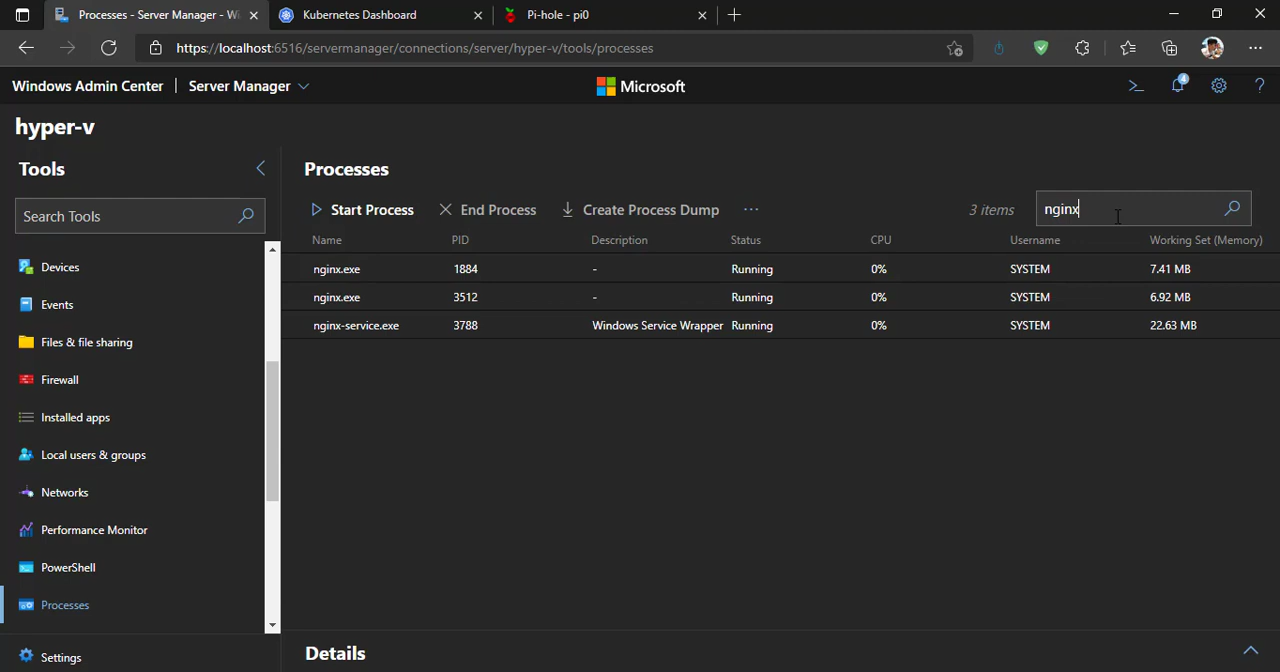 Processes - Server Manager - Wi
Kubernetes Dashboard
Pi-hole - pi0
https://localhost:6516/servermanager/connections/server/hyper-v/tools/processes
Windows Admin Center | Server Manager
Microsoft
4
hyper-v
Tools
Search Tools
Devices
Events
Files & file sharing
Firewall
Installed apps
Local users & groups
Networks
Performance Monitor
PowerShell
Processes
Settings
Processes
Start Process
End Process
Create Process Dump
3 items
nginx
Name PID Description Status CPU Username Working Set (Memory)
nginx.exe 1884 - Running 0% SYSTEM 7.41 MB
nginx.exe 3512 - Running 0% SYSTEM 6.92 MB
nginx-service.exe 3788 Windows Service Wrapper Running 0% SYSTEM 22.63 MB
Details